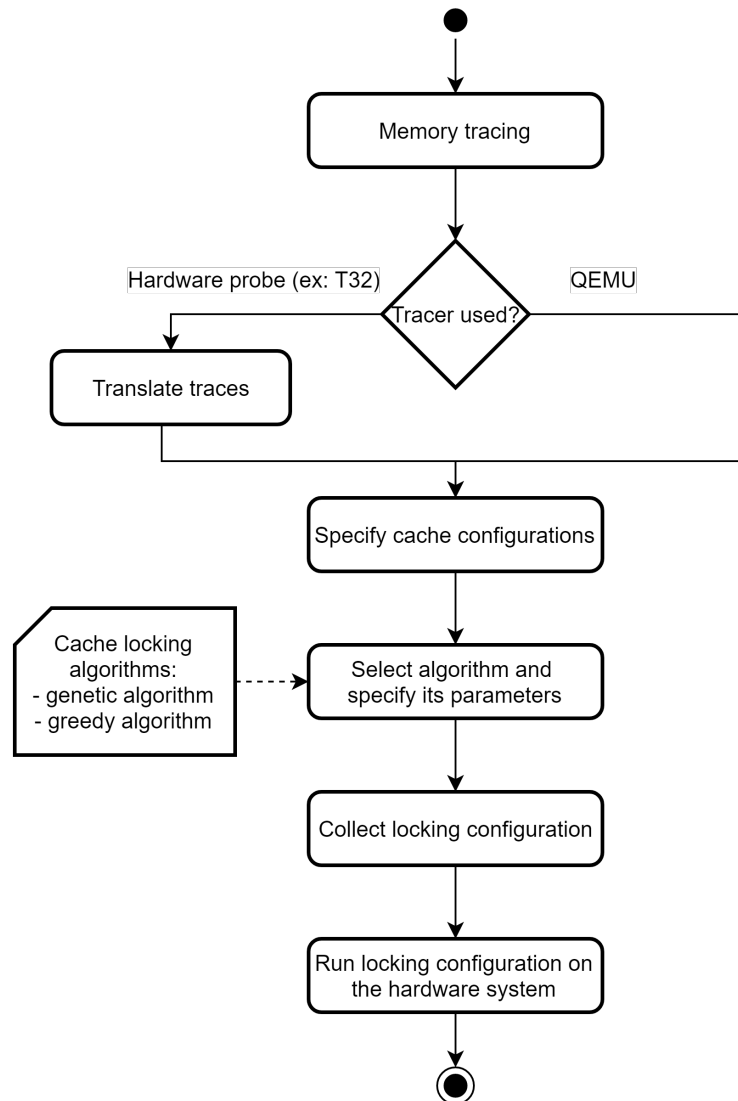 Memory tracing
Hardware probe (ex: T32)
QEMU
Tracer used?
Translate traces
Specify cache configurations
Cache locking
algorithms:
- genetic algorithm
- greedy algorithm
Select algorithm and
specify its parameters
Collect locking configuration
Run locking configuration on
the hardware system